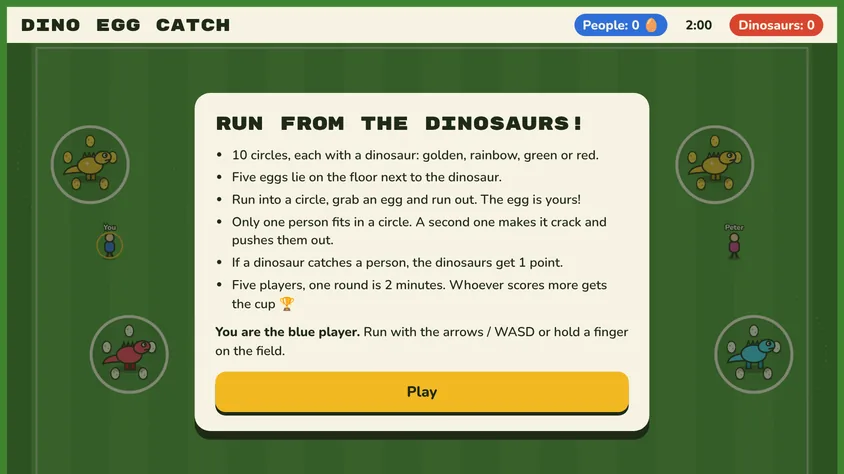 DINO EGG CATCH
People: 0 🥚
2:00
Dinosaurs: 0
RUN FROM THE DINOSAURS!
• 10 circles, each with a dinosaur: golden, rainbow, green or red.
• Five eggs lie on the floor next to the dinosaur.
• Run into a circle, grab an egg and run out. The egg is yours!
• Only one person fits in a circle. A second one makes it crack and
pushes them out.
• If a dinosaur catches a person, the dinosaurs get 1 point.
• Five players, one round is 2 minutes. Whoever scores more gets
the cup 🏆
You are the blue player. Run with the arrows / WASD or hold a finger
on the field.
Play
You
Peter